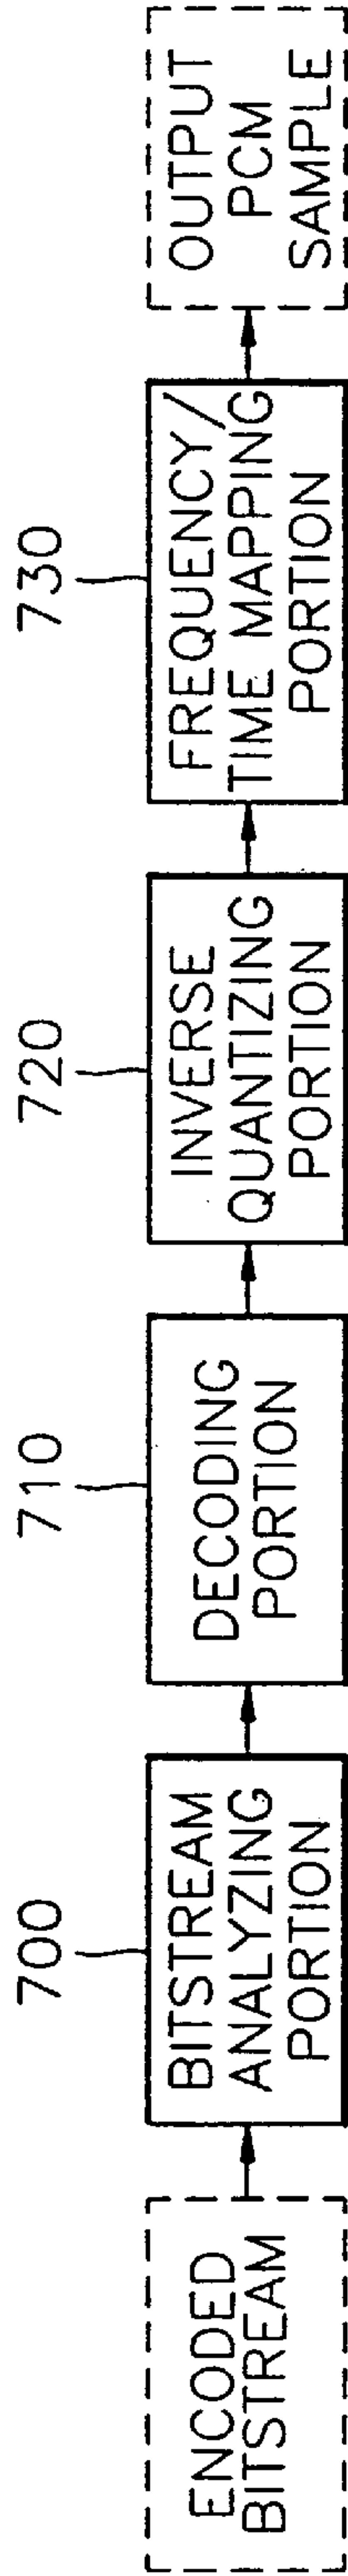 700
710
720
730
ENCODED
BITSTREAM
BITSTREAM
ANALYZING
PORTION
DECODING
PORTION
INVERSE
QUANTIZING
PORTION
FREQUENCY/
TIME MAPPING
PORTION
OUTPUT
PCM
SAMPLE